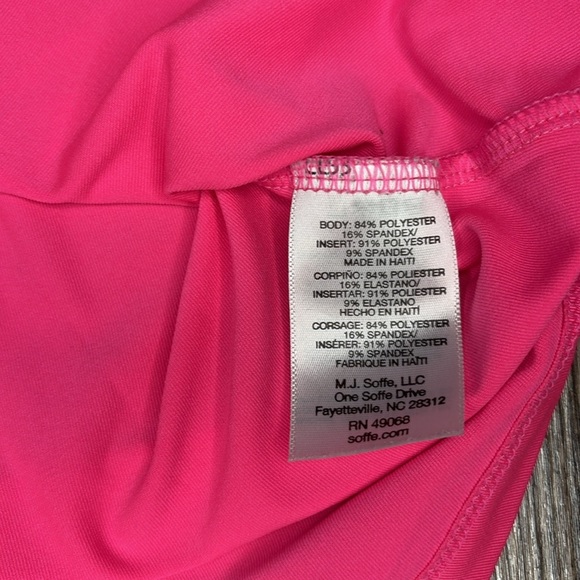 BODY: 84% POLYESTER
16% SPANDEX/
INSERT: 91% POLYESTER
9% SPANDEX
MADE IN HAITI
CORPIÑO: 84% POLIESTER
16% ELASTANO/
INSERTAR: 91% POLIESTER
9% ELASTANO
HECHO EN HAITÍ
CORSAGE: 84% POLYESTER
16% SPANDEX/
INSÉRER: 91% POLYESTER
9% SPANDEX
FABRIQUE IN HAÏTI
M.J. Soffe, LLC
One Soffe Drive
Fayetteville, NC 28312
RN 49068
soffe.com